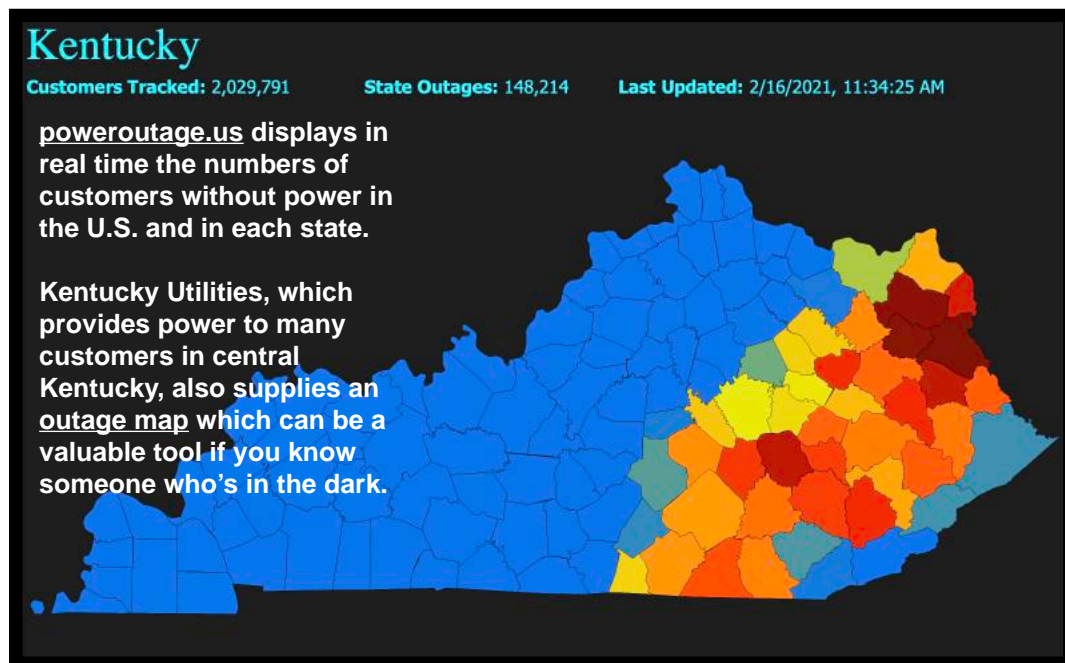 Kentucky
Customers Tracked: 2,029,791 State Outages: 148,214 Last Updated: 2/16/2021, 11:34:25 AM
poweroutage.us displays in
real time the numbers of
customers without power in
the U.S. and in each state.
Kentucky Utilities, which
provides power to many
customers in central
Kentucky, also supplies an
outage map which can be a
valuable tool if you know
someone who's in the dark.